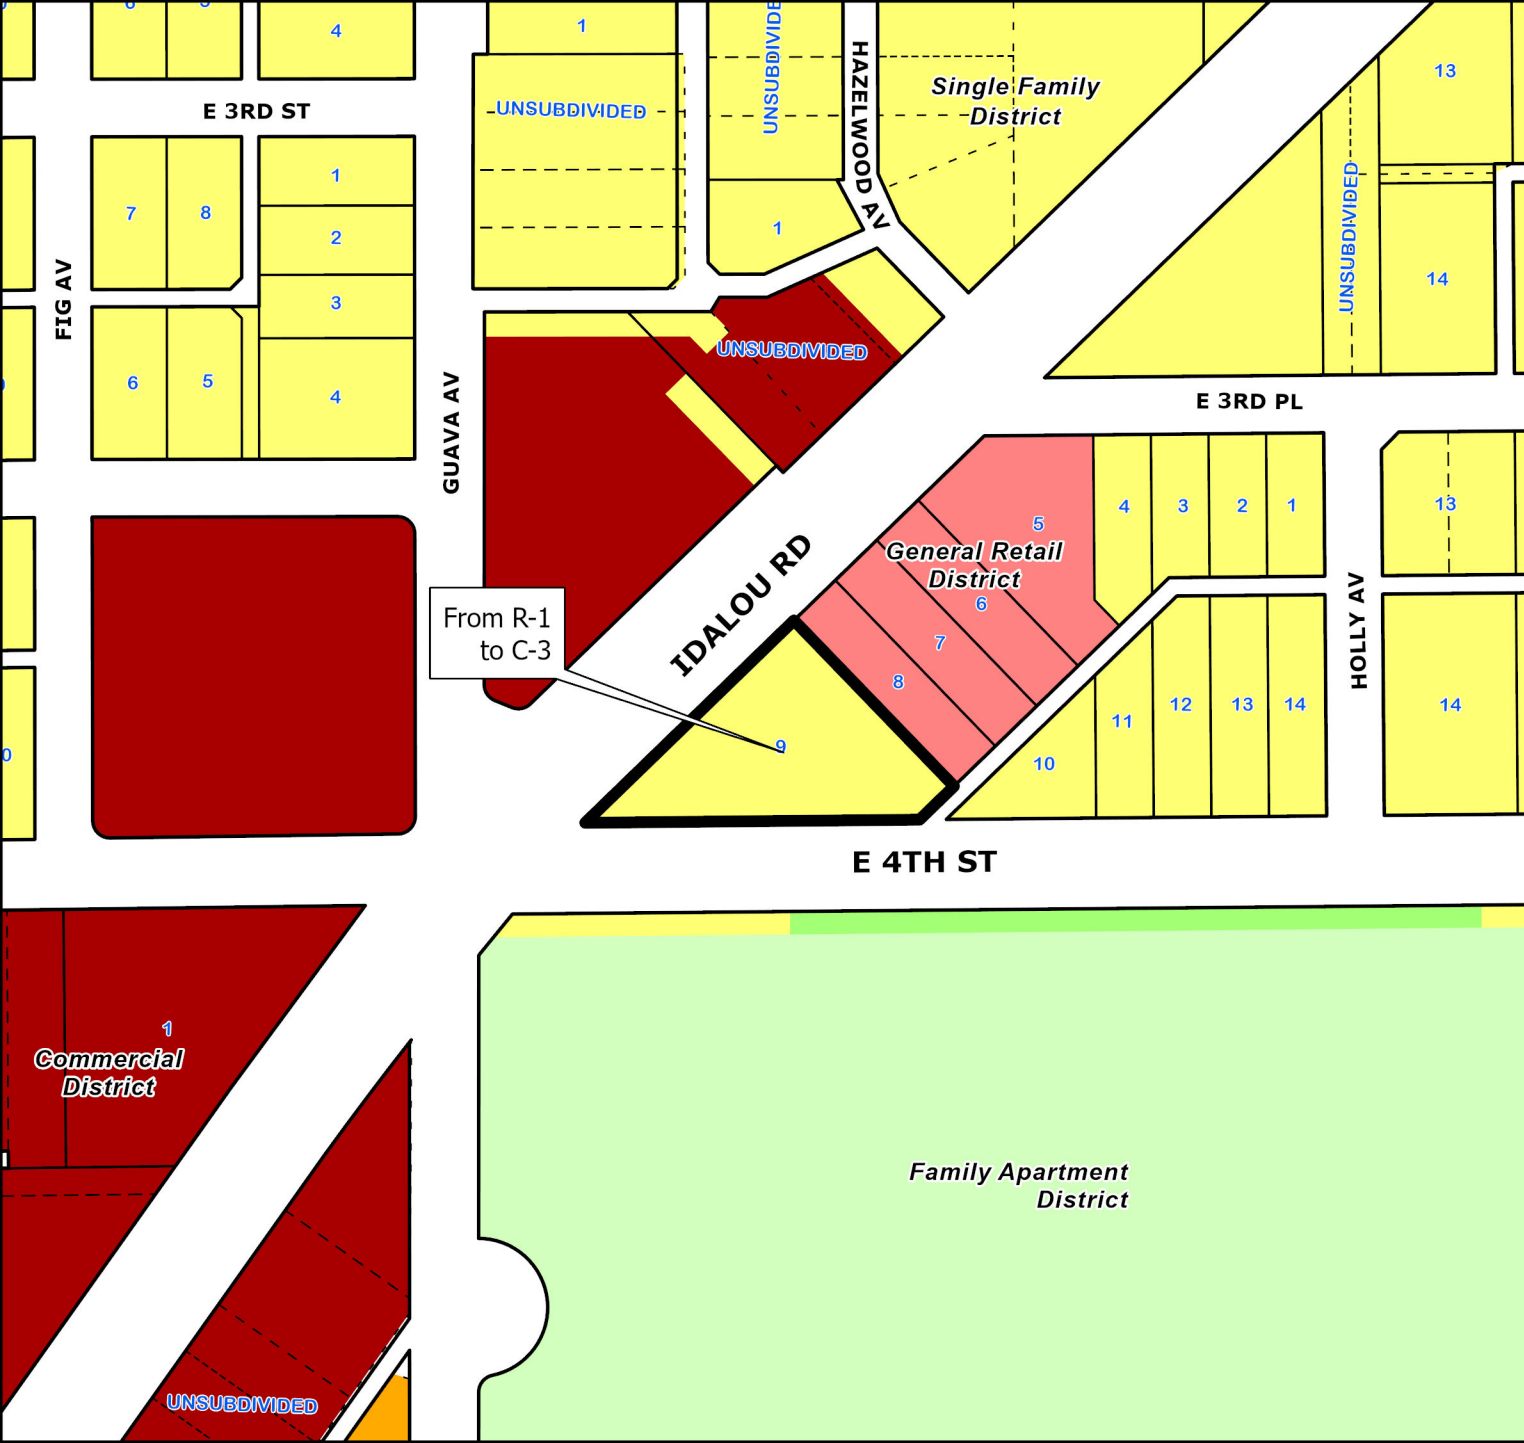 1
4
UNSUBDIVIDED
13
HAZELWOOD AV
Single Family
District
E 3RD ST
UNSUBDIVIDED
1
7
8
2
1
UNSUBDIVIDED
14
FIG AV
3
UNSUBDIVIDED
6
5
4
GUAVA AV
E 3RD PL
4
3
2
1
13
5
General Retail
District
6
7
8
IDALOU RD
HOLLY AV
From R-1
to C-3
9
10
11
12
13
14
14
0
E 4TH ST
1
Commercial
District
Family Apartment
District
UNSUBDIVIDED